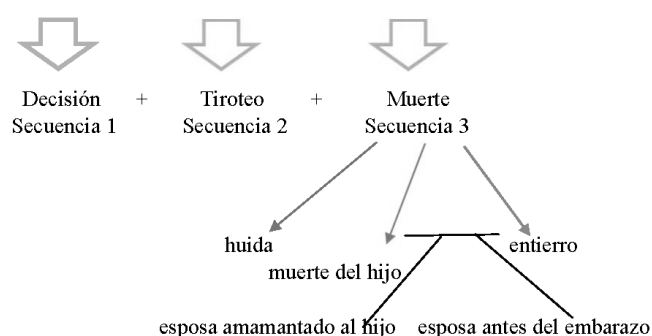 Decisión + Tiroteo + Muerte
Secuencia 1 Secuencia 2 Secuencia 3
huida
entierro
muerte del hijo
esposa amamantado al hijo esposa antes del embarazo